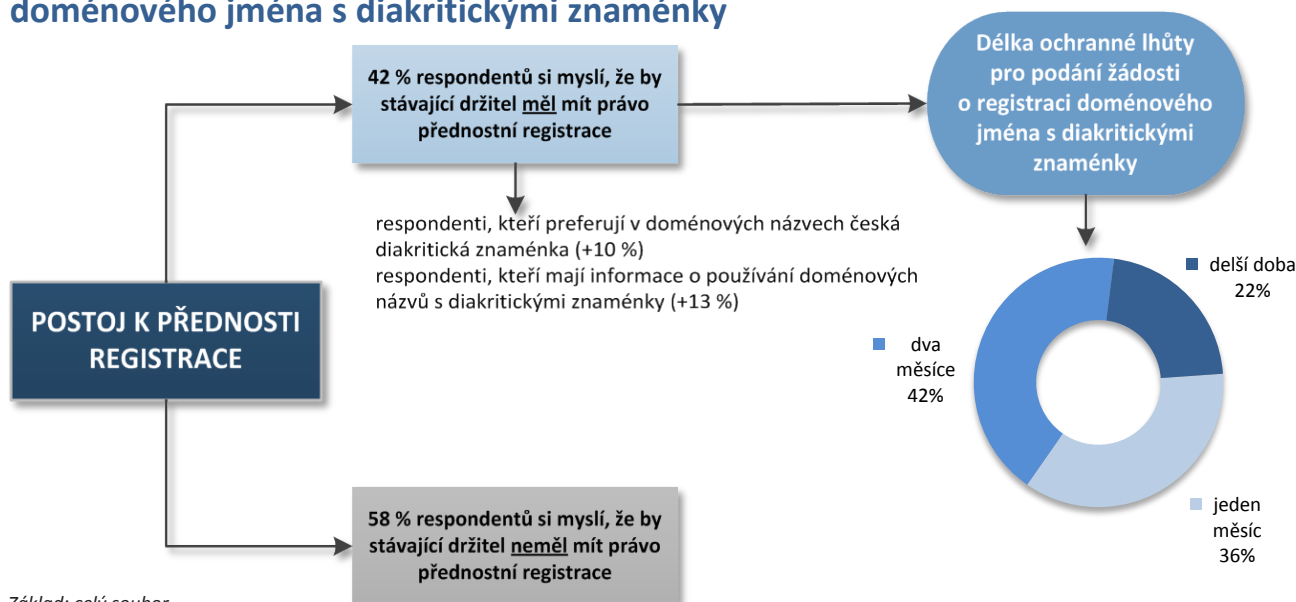 doménového jména s diakritickými znaménky
42 % respondentů si myslí, že by
stávající držitel měl mít právo
přednostní registrace
Délka ochranné lhůty
pro podání žádosti
o registraci doménového
jména s diakritickými
znaménky
respondenti, kteří preferují v doménových názvech česká
diakritická znaménka (+10 %)
respondenti, kteří mají informace o používání doménových
názvů s diakritickými znaménky (+13 %)
POSTOJ K PŘEDNOSTI
REGISTRACE
delší doba
22%
dva
měsíce
42%
jeden
měsíc
36%
58 % respondentů si myslí, že by
stávající držitel neměl mít právo
přednostní registrace
Základ: celý soubor